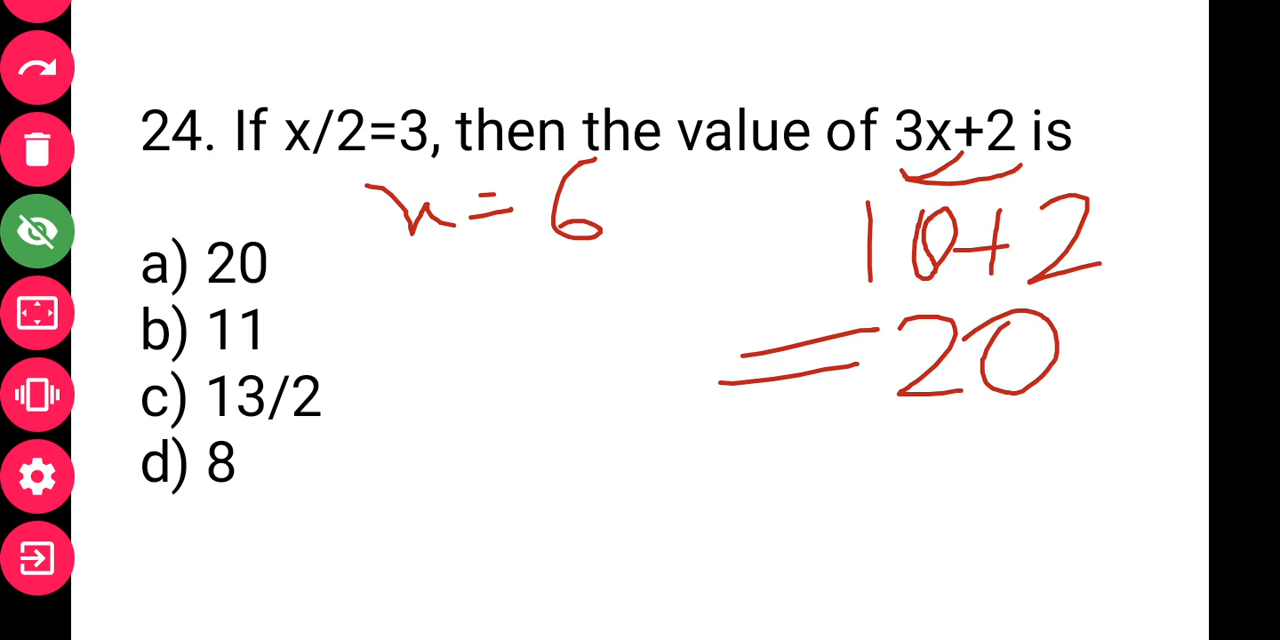 24. If x/2=3, then the value of 3x+2 is
x = 6
10+2
= 20
a) 20
b) 11
c) 13/2
d) 8